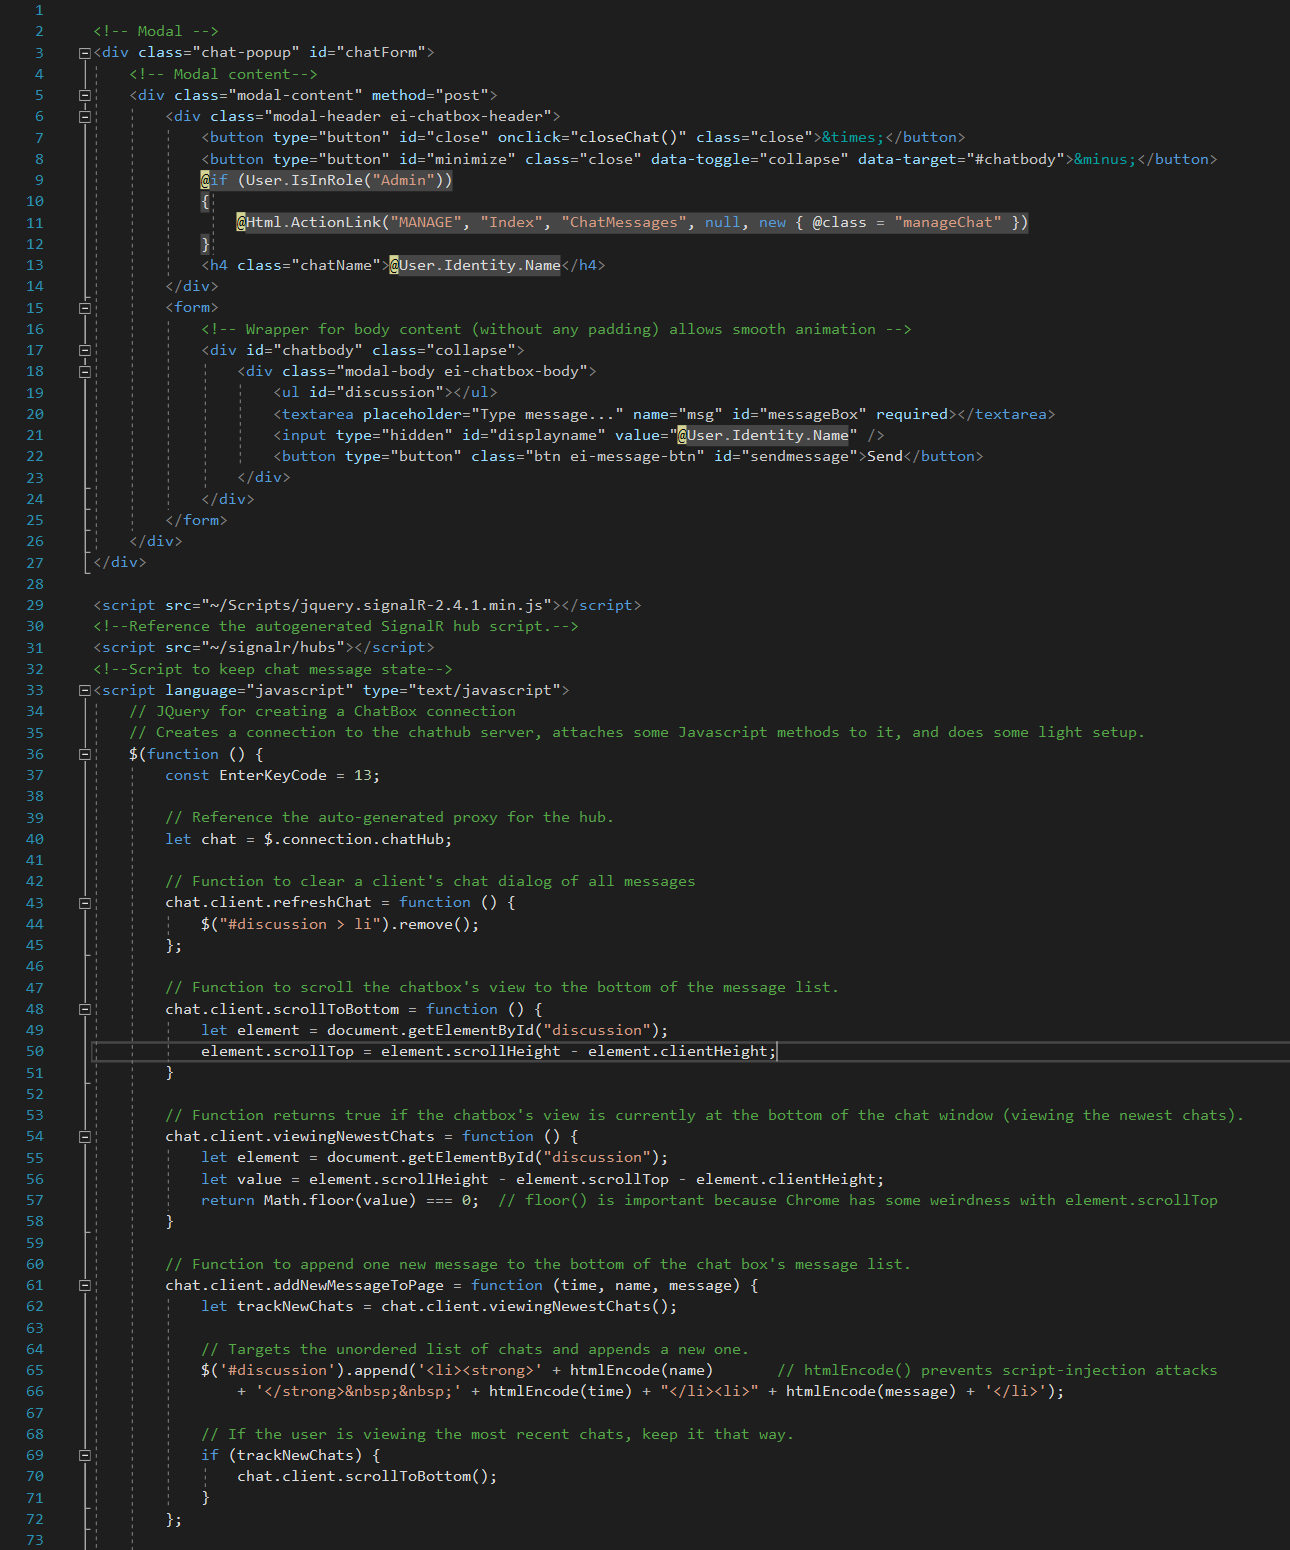 1
2 <!-- Modal -->
3 <div class="chat-popup" id="chatForm">
4 <!-- Modal content-->
5 <div class="modal-content" method="post">
6 <div class="modal-header ei-chatbox-header">
7 <button type="button" id="close" onclick="closeChat()" class="close">&times;</button>
8 <button type="button" id="minimize" class="close" data-toggle="collapse" data-target="#chatbody">&minus;</button>
9 @if (User.IsInRole("Admin"))
10 {
11 @Html.ActionLink("MANAGE", "Index", "ChatMessages", null, new { @class = "manageChat" })
12 }
13 <h4 class="chatName">@User.Identity.Name</h4>
14 </div>
15 <form>
16 <!-- Wrapper for body content (without any padding) allows smooth animation -->
17 <div id="chatbody" class="collapse">
18 <div class="modal-body ei-chatbox-body">
19 <ul id="discussion"></ul>
20 <textarea placeholder="Type message..." name="msg" id="messageBox" required></textarea>
21 <input type="hidden" id="displayname" value="@User.Identity.Name" />
22 <button type="button" class="btn ei-message-btn" id="sendmessage">Send</button>
23 </div>
24 </div>
25 </form>
26 </div>
27 </div>
28
29 <script src="~/Scripts/jquery.signalR-2.4.1.min.js"></script>
30 <!--Reference the autogenerated SignalR hub script.-->
31 <script src="~/signalr/hubs"></script>
32 <!--Script to keep chat message state-->
33 <script language="javascript" type="text/javascript">
34 // JQuery for creating a ChatBox connection
35 // Creates a connection to the chathub server, attaches some Javascript methods to it, and does some light setup.
36 $(function () {
37 const EnterKeyCode = 13;
38
39 // Reference the auto-generated proxy for the hub.
40 let chat = $.connection.chatHub;
41
42 // Function to clear a client's chat dialog of all messages
43 chat.client.refreshChat = function () {
44 $("#discussion > li").remove();
45 };
46
47 // Function to scroll the chatbox's view to the bottom of the message list.
48 chat.client.scrollToBottom = function () {
49 let element = document.getElementById("discussion");
50 element.scrollTop = element.scrollHeight - element.clientHeight;
51 }
52
53 // Function returns true if the chatbox's view is currently at the bottom of the chat window (viewing the newest chats).
54 chat.client.viewingNewestChats = function () {
55 let element = document.getElementById("discussion");
56 let value = element.scrollHeight - element.scrollTop - element.clientHeight;
57 return Math.floor(value) === 0;  // floor() is important because Chrome has some weirdness with element.scrollTop
58 }
59
60 // Function to append one new message to the bottom of the chat box's message list.
61 chat.client.addNewMessageToPage = function (time, name, message) {
62 let trackNewChats = chat.client.viewingNewestChats();
63
64 // Targets the unordered list of chats and appends a new one.
65 $('#discussion').append('<li><strong>' + htmlEncode(name)       // htmlEncode() prevents script-injection attacks
66 + '</strong>&nbsp;&nbsp;' + htmlEncode(time) + "</li><li>" + htmlEncode(message) + '</li>');
67
68 // If the user is viewing the most recent chats, keep it that way.
69 if (trackNewChats) {
70 chat.client.scrollToBottom();
71 }
72 };
73